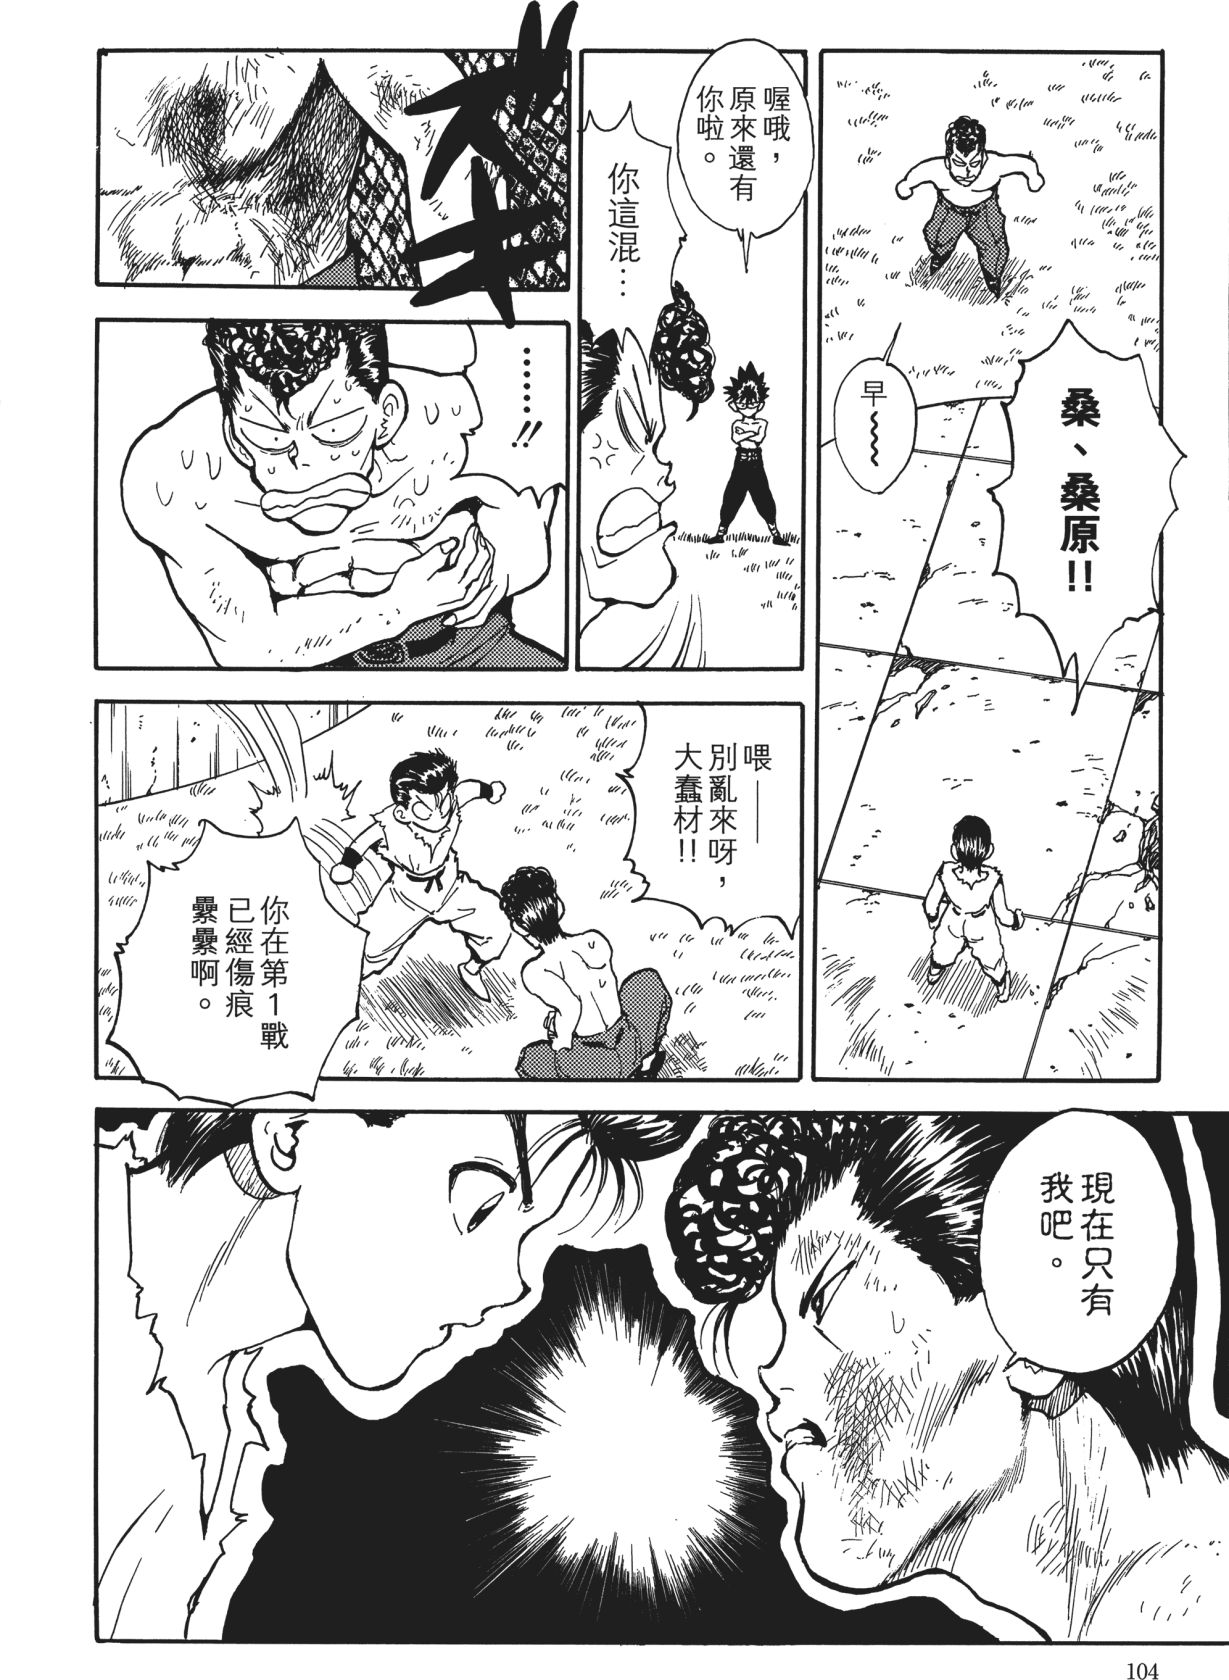 桑、桑原!!
早～～
喔哦，
原來還有
你啦。
你這混…
……!!
喂——
別亂來呀，
大蠢材!!
你在第1戰
已經傷痕
纍纍啊。
現在只有
我吧。
104